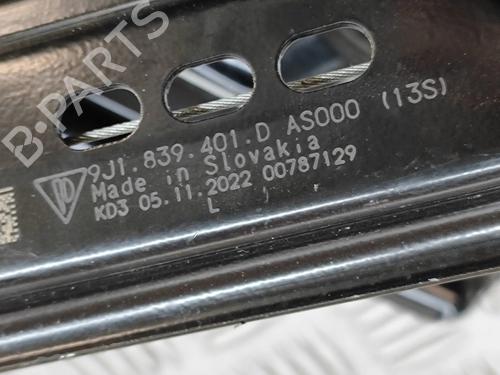 B-PARTS
9J1.839.401.D AS000 (13S)
Made in Slovakia
KD3 05.11.2022 00787129
L